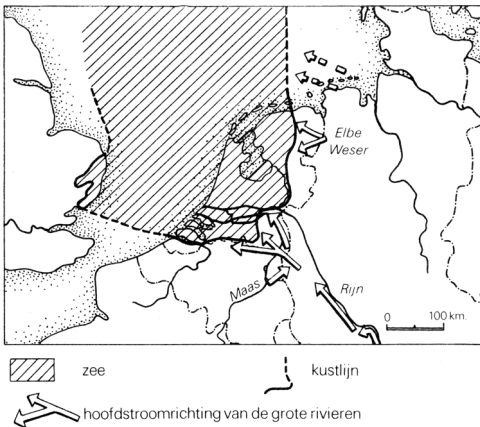 Elbe
Weser
Maas
Rijn
0 100 km.
zee
kustlijn
hoofdstroomrichting van de grote rivieren